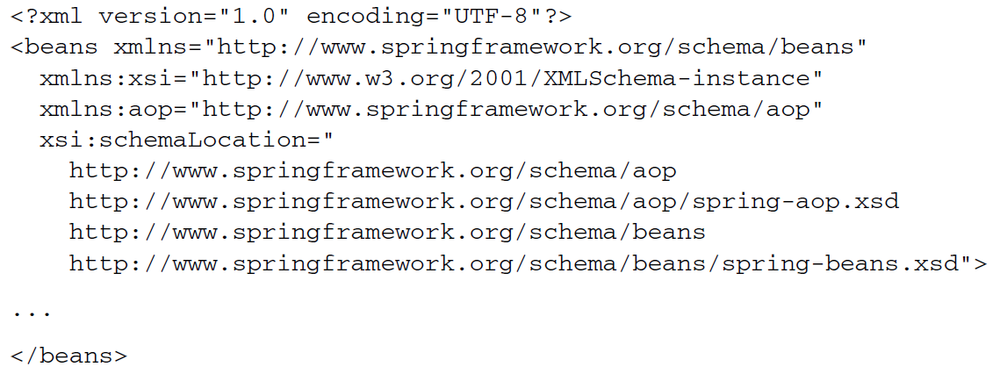 <?xml version="1.0" encoding="UTF-8"?>
<beans xmlns="http://www.springframework.org/schema/beans"
  xmlns:xsi="http://www.w3.org/2001/XMLSchema-instance"
  xmlns:aop="http://www.springframework.org/schema/aop"
  xsi:schemaLocation="
    http://www.springframework.org/schema/aop
    http://www.springframework.org/schema/aop/spring-aop.xsd
    http://www.springframework.org/schema/beans
    http://www.springframework.org/schema/beans/spring-beans.xsd">
...
</beans>